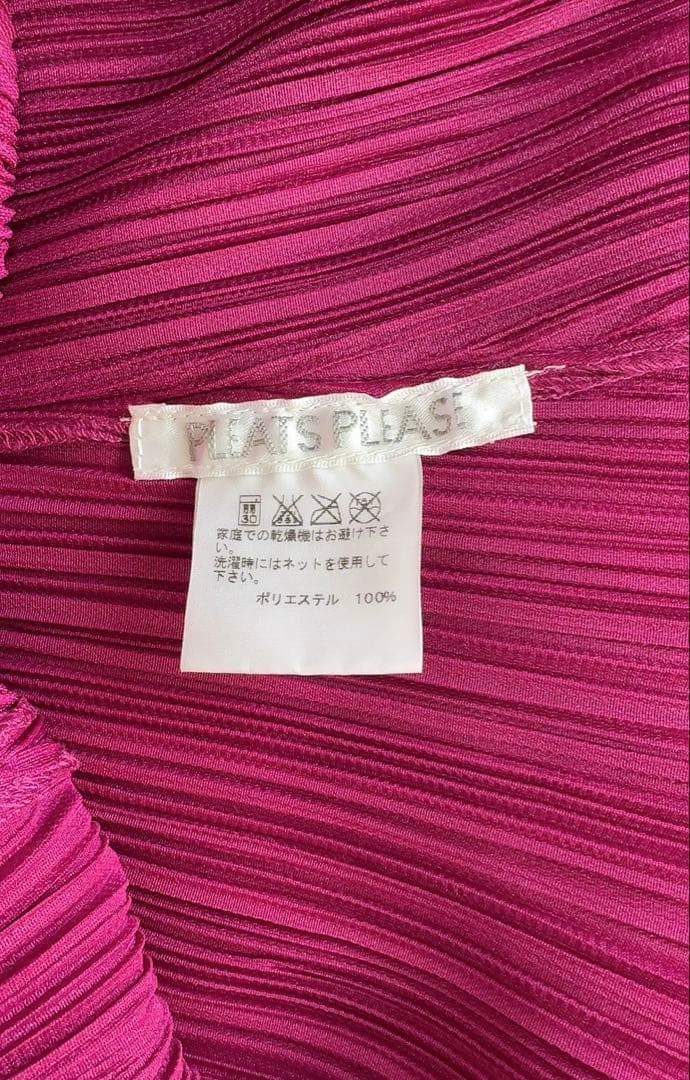 PLEATS PLEASE
30
家庭での乾燥機はお避け下さ
い。
洗濯時にはネットを使用して
下さい。
ポリエステル 100%